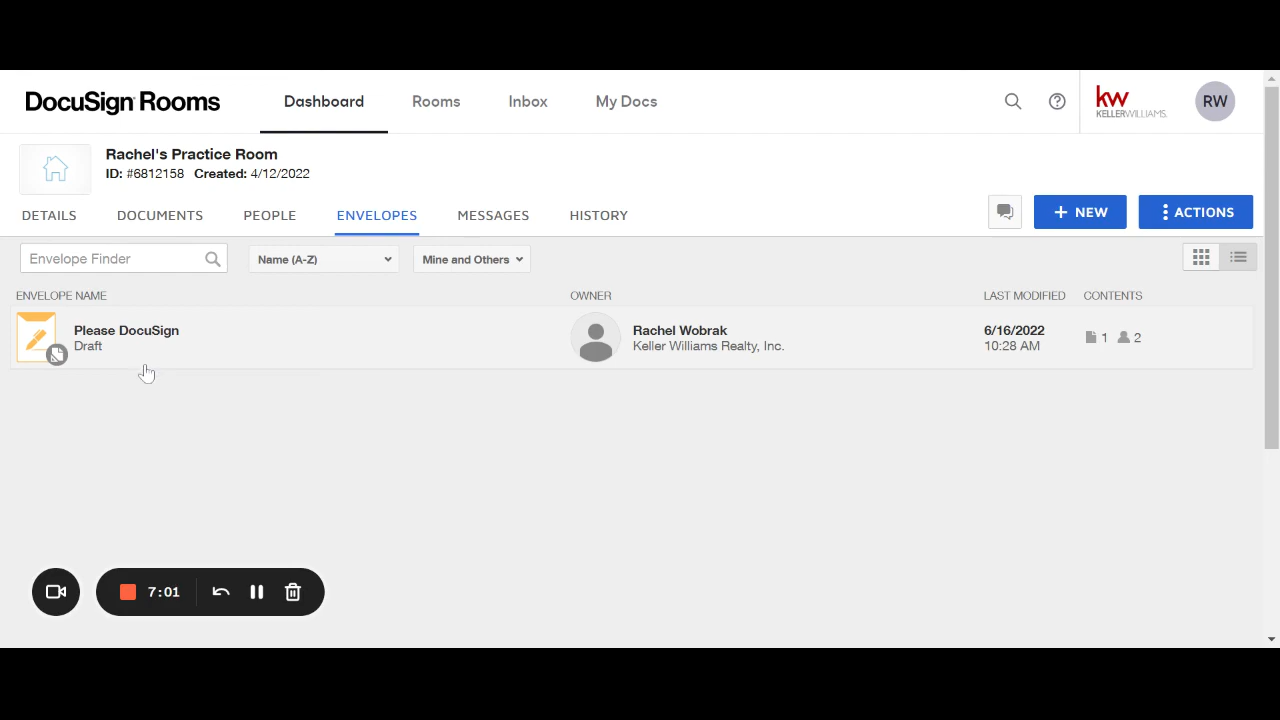 DocuSign Rooms
Dashboard
Rooms
Inbox
My Docs
kw
KELLERWILLIAMS.
RW
Rachel's Practice Room
ID: #6812158 Created: 4/12/2022
DETAILS
DOCUMENTS
PEOPLE
ENVELOPES
MESSAGES
HISTORY
+ NEW
ACTIONS
Envelope Finder
Name (A-Z)
Mine and Others
ENVELOPE NAME
OWNER
LAST MODIFIED
CONTENTS
Please DocuSign
Draft
Rachel Wobrak
Keller Williams Realty, Inc.
6/16/2022
10:28 AM
1
2
7:01